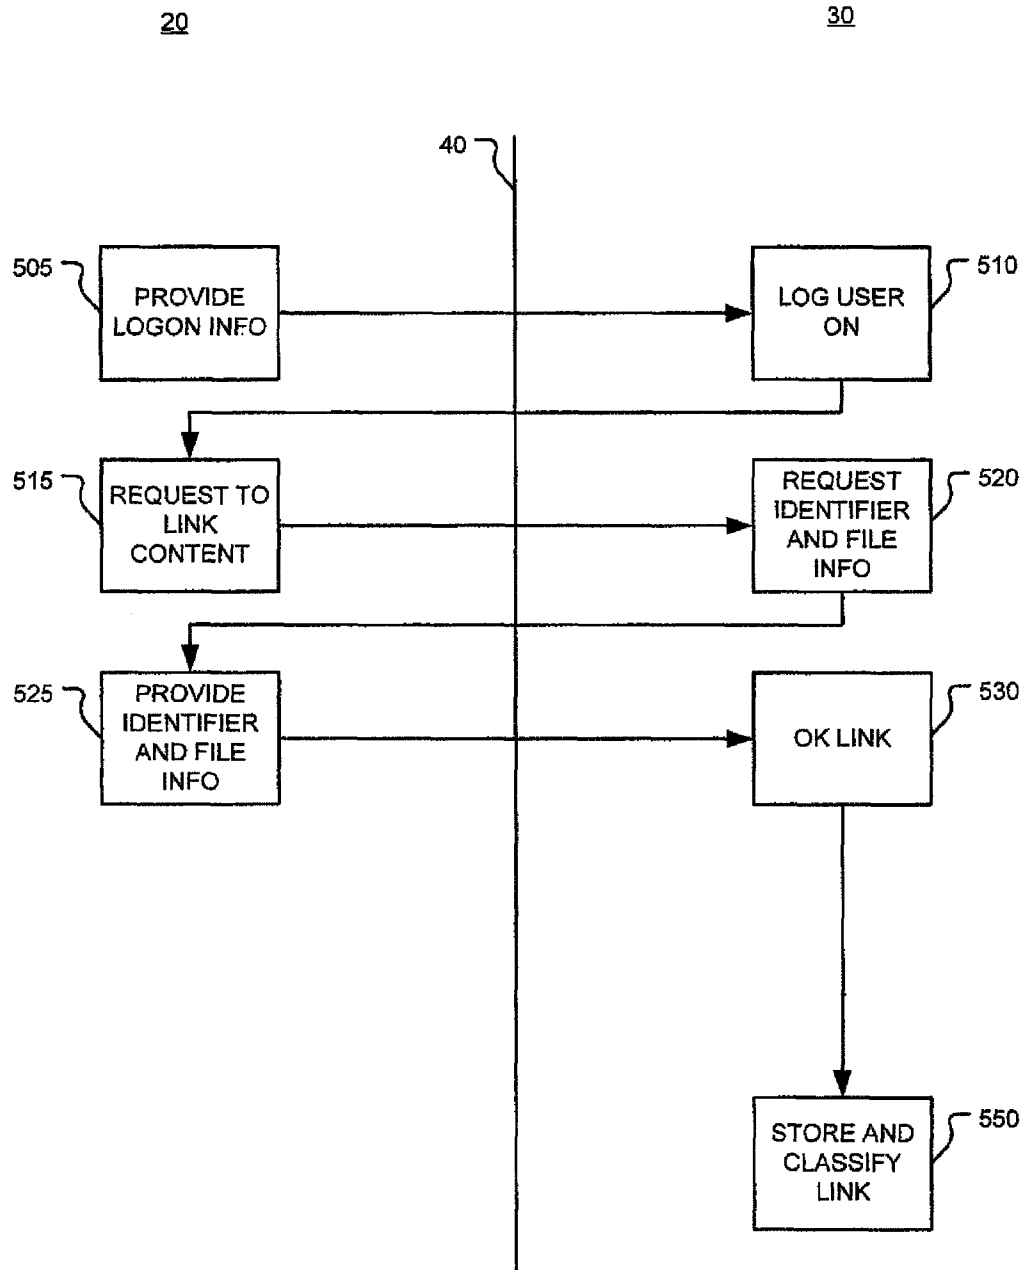 20
30
40
505
PROVIDE
LOGON INFO
LOG USER
ON
510
515
REQUEST TO
LINK
CONTENT
REQUEST
IDENTIFIER
AND FILE
INFO
520
525
PROVIDE
IDENTIFIER
AND FILE
INFO
OK LINK
530
STORE AND
CLASSIFY
LINK
550